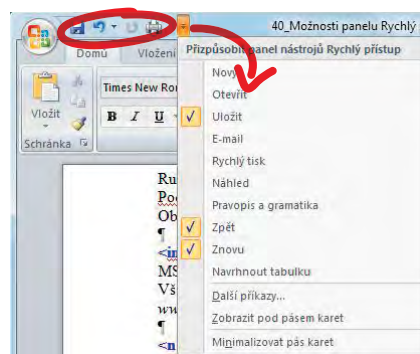 40_Možnosti panelu Rychlý
Domů Vložení
Přizpůsobit panel nástrojů Rychlý přístup
Nový
Otevřít
Uložit
E-mail
Rychlý tisk
Náhled
Pravopis a gramatika
Zpět
Znovu
Navrhnout tabulku
Další příkazy...
Zobrazit pod pásem karet
Minimalizovat pás karet
Vložit
Times New Ro
B I U
Schránka
Ru
Po
Ob
¶
<in
MS
Vš
ww
¶
<n